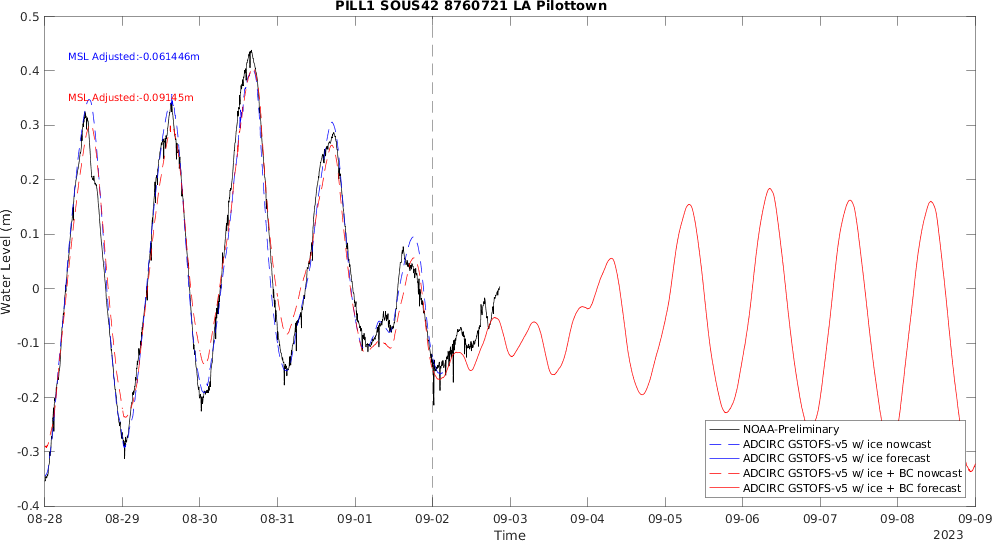 PILL1 SOUS42 8760721 LA Pilottown
0.5
0.4
0.3
0.2
0.1
0
-0.1
-0.2
-0.3
-0.4
Water Level (m)
MSL Adjusted:-0.061446m
MSL Adjusted:-0.09145m
NOAA-Preliminary
ADCIRC GSTOFS-v5 w/ ice nowcast
ADCIRC GSTOFS-v5 w/ ice forecast
ADCIRC GSTOFS-v5 w/ ice + BC nowcast
ADCIRC GSTOFS-v5 w/ ice + BC forecast
08-28 08-29 08-30 08-31 09-01 09-02 09-03 09-04 09-05 09-06 09-07 09-08 09-09
Time
2023